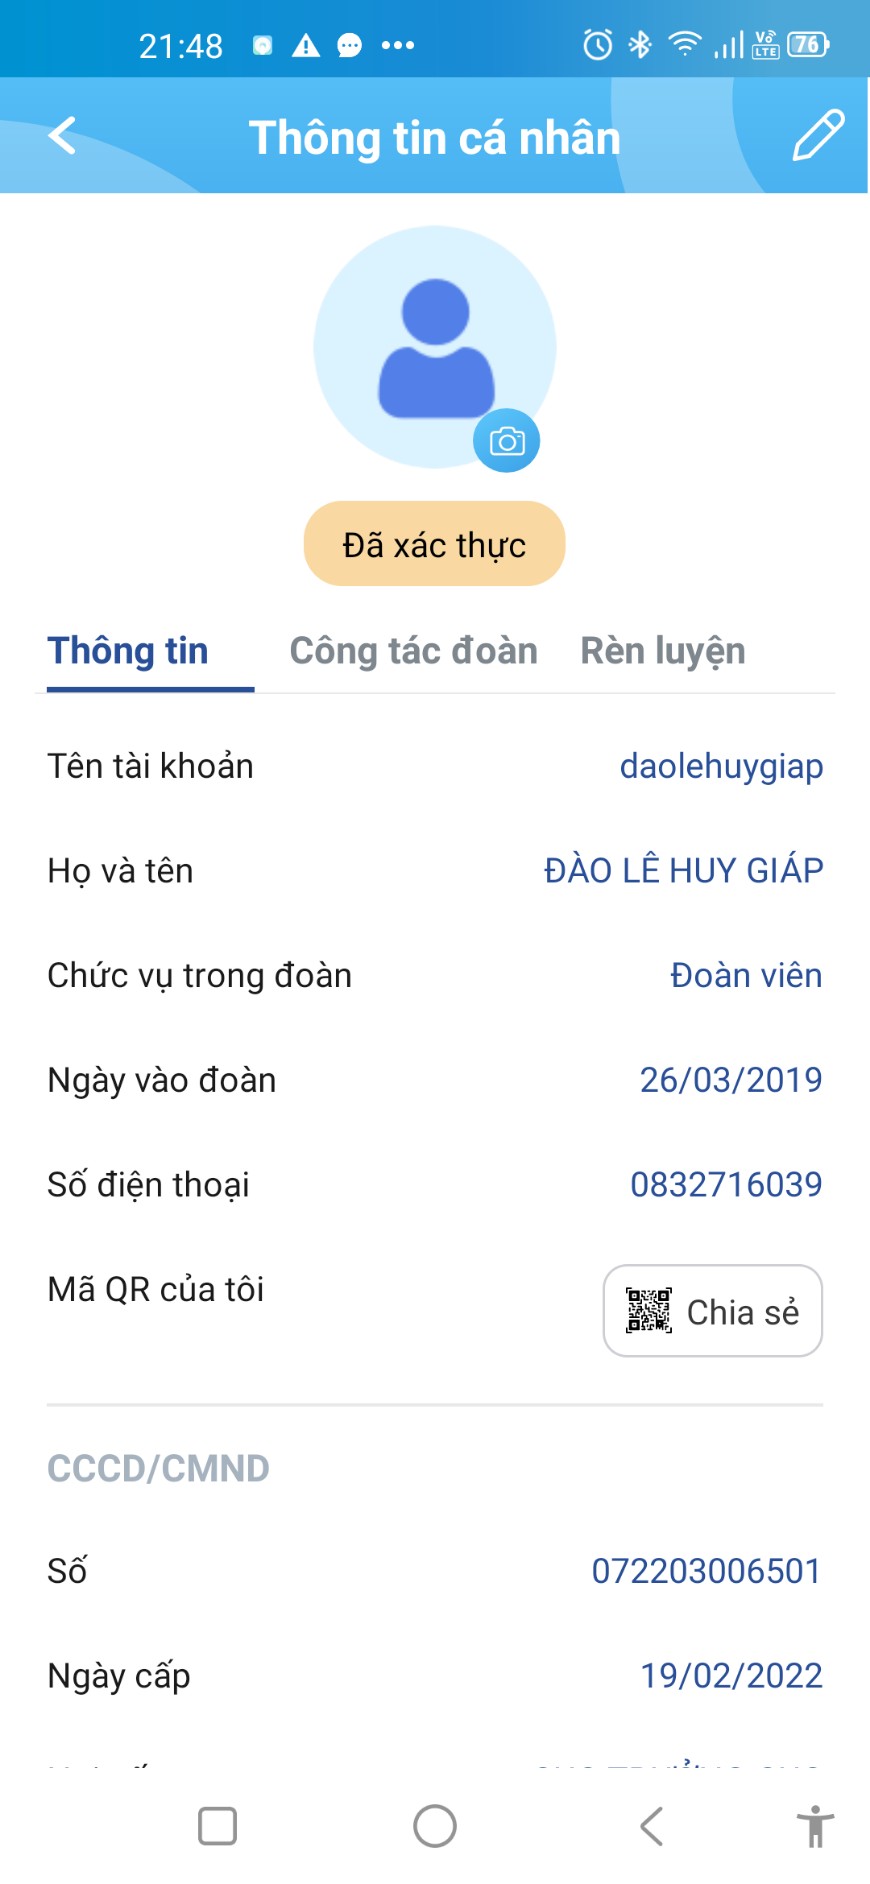 21:48
Vo LTE
76
Thông tin cá nhân
Đã xác thực
Thông tin Công tác đoàn Rèn luyện
Tên tài khoản daolehuygiap
Họ và tên ĐÀO LÊ HUY GIÁP
Chức vụ trong đoàn Đoàn viên
Ngày vào đoàn 26/03/2019
Số điện thoại 0832716039
Mã QR của tôi Chia sẻ
CCCD/CMND
Số 072203006501
Ngày cấp 19/02/2022